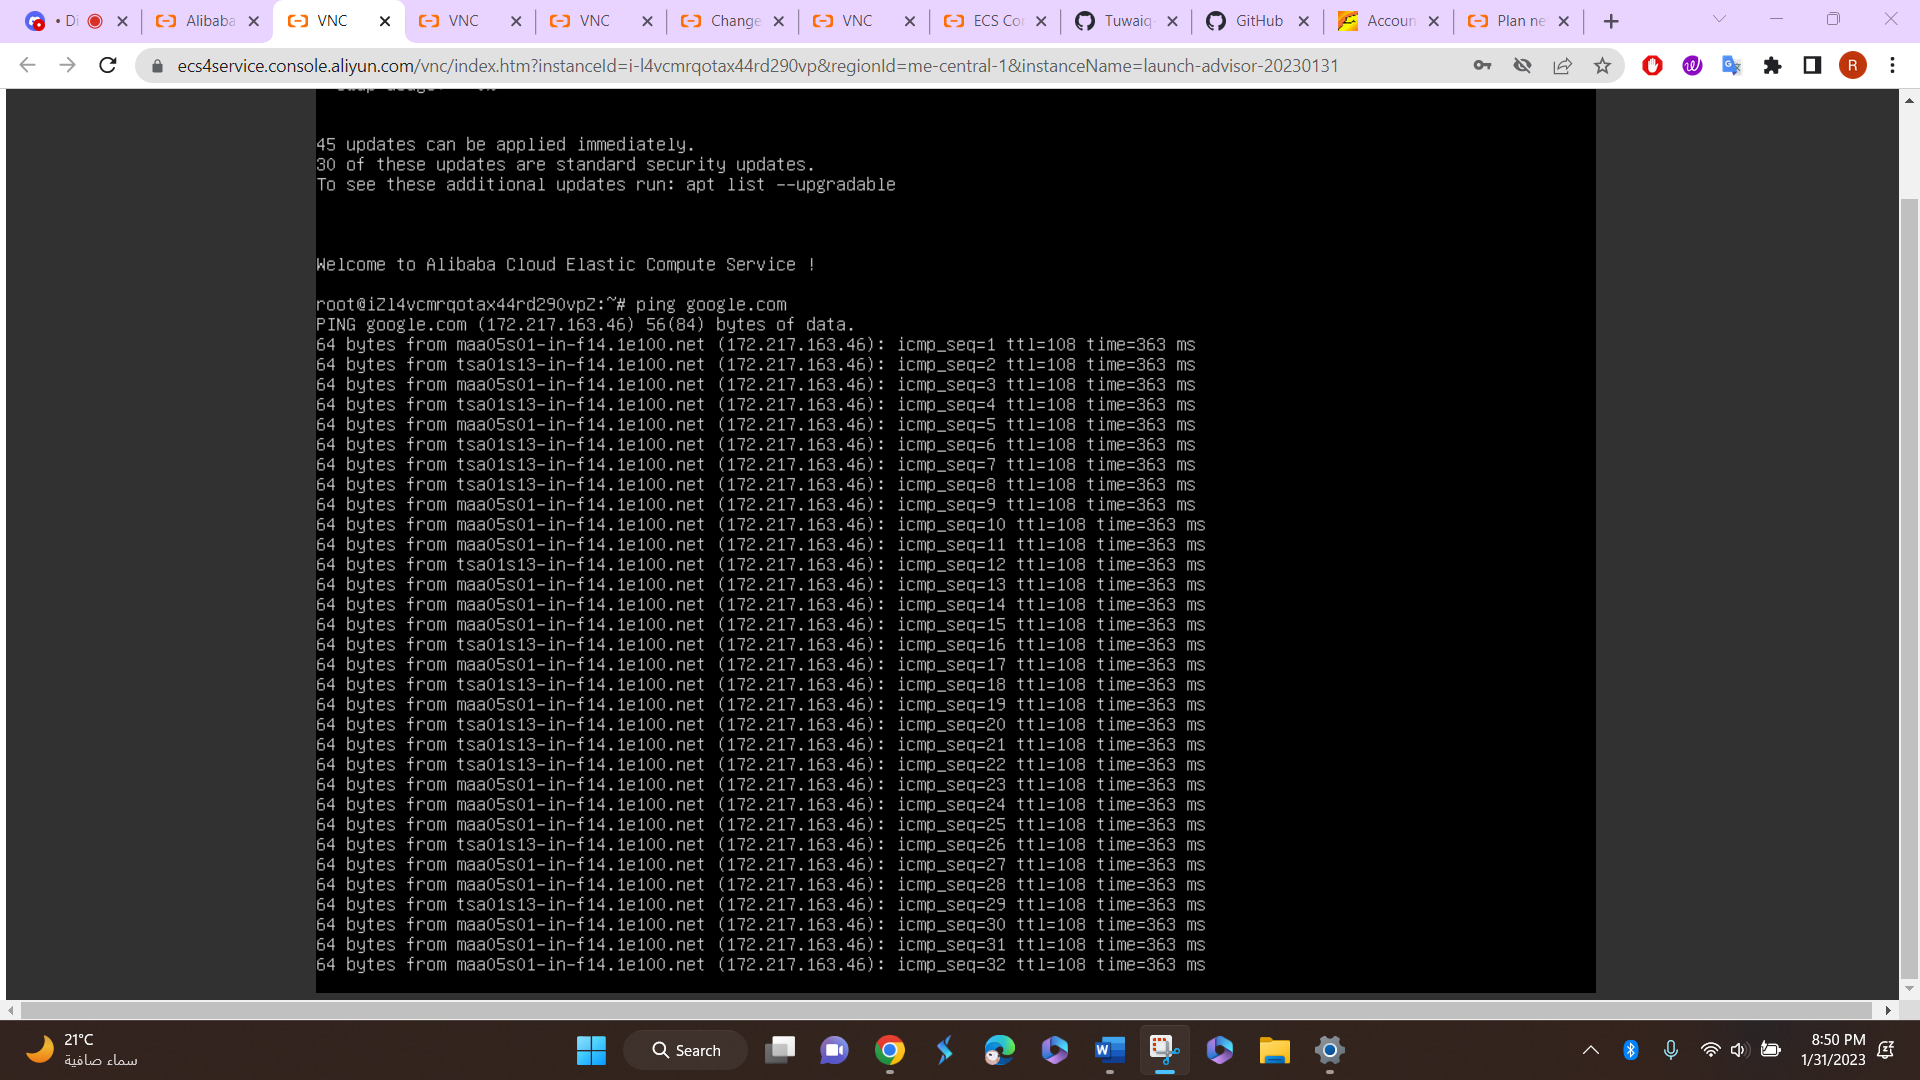 Di
Alibaba
VNC
VNC
VNC
Change
VNC
ECS Co
Tuwaiq
GitHub
Accoun
Plan ne
ecs4service.console.aliyun.com/vnc/index.htm?instanceId=i-l4vcmrqotax44rd290vp&regionId=me-central-1&instanceName=launch-advisor-20230131
R
45 updates can be applied immediately.
30 of these updates are standard security updates.
To see these additional updates run: apt list --upgradable
Welcome to Alibaba Cloud Elastic Compute Service !
root@iZl4vcmrqotax44rd290vpZ:~# ping google.com
PING google.com (172.217.163.46) 56(84) bytes of data.
64 bytes from maa05s01-in-f14.1e100.net (172.217.163.46): icmp_seq=1 ttl=108 time=363 ms
64 bytes from tsa01s13-in-f14.1e100.net (172.217.163.46): icmp_seq=2 ttl=108 time=363 ms
64 bytes from maa05s01-in-f14.1e100.net (172.217.163.46): icmp_seq=3 ttl=108 time=363 ms
64 bytes from tsa01s13-in-f14.1e100.net (172.217.163.46): icmp_seq=4 ttl=108 time=363 ms
64 bytes from maa05s01-in-f14.1e100.net (172.217.163.46): icmp_seq=5 ttl=108 time=363 ms
64 bytes from tsa01s13-in-f14.1e100.net (172.217.163.46): icmp_seq=6 ttl=108 time=363 ms
64 bytes from tsa01s13-in-f14.1e100.net (172.217.163.46): icmp_seq=7 ttl=108 time=363 ms
64 bytes from tsa01s13-in-f14.1e100.net (172.217.163.46): icmp_seq=8 ttl=108 time=363 ms
64 bytes from maa05s01-in-f14.1e100.net (172.217.163.46): icmp_seq=9 ttl=108 time=363 ms
64 bytes from maa05s01-in-f14.1e100.net (172.217.163.46): icmp_seq=10 ttl=108 time=363 ms
64 bytes from maa05s01-in-f14.1e100.net (172.217.163.46): icmp_seq=11 ttl=108 time=363 ms
64 bytes from tsa01s13-in-f14.1e100.net (172.217.163.46): icmp_seq=12 ttl=108 time=363 ms
64 bytes from maa05s01-in-f14.1e100.net (172.217.163.46): icmp_seq=13 ttl=108 time=363 ms
64 bytes from maa05s01-in-f14.1e100.net (172.217.163.46): icmp_seq=14 ttl=108 time=363 ms
64 bytes from maa05s01-in-f14.1e100.net (172.217.163.46): icmp_seq=15 ttl=108 time=363 ms
64 bytes from tsa01s13-in-f14.1e100.net (172.217.163.46): icmp_seq=16 ttl=108 time=363 ms
64 bytes from maa05s01-in-f14.1e100.net (172.217.163.46): icmp_seq=17 ttl=108 time=363 ms
64 bytes from tsa01s13-in-f14.1e100.net (172.217.163.46): icmp_seq=18 ttl=108 time=363 ms
64 bytes from maa05s01-in-f14.1e100.net (172.217.163.46): icmp_seq=19 ttl=108 time=363 ms
64 bytes from tsa01s13-in-f14.1e100.net (172.217.163.46): icmp_seq=20 ttl=108 time=363 ms
64 bytes from tsa01s13-in-f14.1e100.net (172.217.163.46): icmp_seq=21 ttl=108 time=363 ms
64 bytes from tsa01s13-in-f14.1e100.net (172.217.163.46): icmp_seq=22 ttl=108 time=363 ms
64 bytes from maa05s01-in-f14.1e100.net (172.217.163.46): icmp_seq=23 ttl=108 time=363 ms
64 bytes from maa05s01-in-f14.1e100.net (172.217.163.46): icmp_seq=24 ttl=108 time=363 ms
64 bytes from maa05s01-in-f14.1e100.net (172.217.163.46): icmp_seq=25 ttl=108 time=363 ms
64 bytes from tsa01s13-in-f14.1e100.net (172.217.163.46): icmp_seq=26 ttl=108 time=363 ms
64 bytes from maa05s01-in-f14.1e100.net (172.217.163.46): icmp_seq=27 ttl=108 time=363 ms
64 bytes from maa05s01-in-f14.1e100.net (172.217.163.46): icmp_seq=28 ttl=108 time=363 ms
64 bytes from tsa01s13-in-f14.1e100.net (172.217.163.46): icmp_seq=29 ttl=108 time=363 ms
64 bytes from maa05s01-in-f14.1e100.net (172.217.163.46): icmp_seq=30 ttl=108 time=363 ms
64 bytes from maa05s01-in-f14.1e100.net (172.217.163.46): icmp_seq=31 ttl=108 time=363 ms
64 bytes from maa05s01-in-f14.1e100.net (172.217.163.46): icmp_seq=32 ttl=108 time=363 ms
21°C
سماء صافية
Search
8:50 PM
1/31/2023